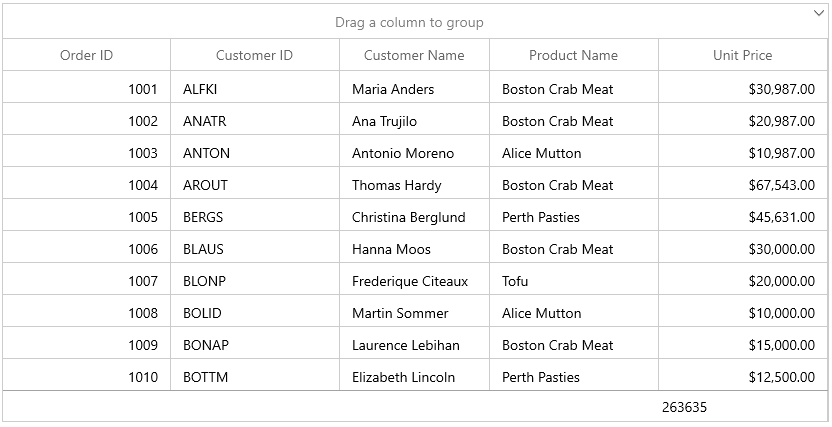 Drag a column to group
Order ID Customer ID Customer Name Product Name Unit Price
1001 ALFKI Maria Anders Boston Crab Meat $30,987.00
1002 ANATR Ana Trujilo Boston Crab Meat $20,987.00
1003 ANTON Antonio Moreno Alice Mutton $10,987.00
1004 AROUT Thomas Hardy Boston Crab Meat $67,543.00
1005 BERGS Christina Berglund Perth Pasties $45,631.00
1006 BLAUS Hanna Moos Boston Crab Meat $30,000.00
1007 BLONP Frederique Citeaux Tofu $20,000.00
1008 BOLID Martin Sommer Alice Mutton $10,000.00
1009 BONAP Laurence Lebihan Boston Crab Meat $15,000.00
1010 BOTTM Elizabeth Lincoln Perth Pasties $12,500.00
263635